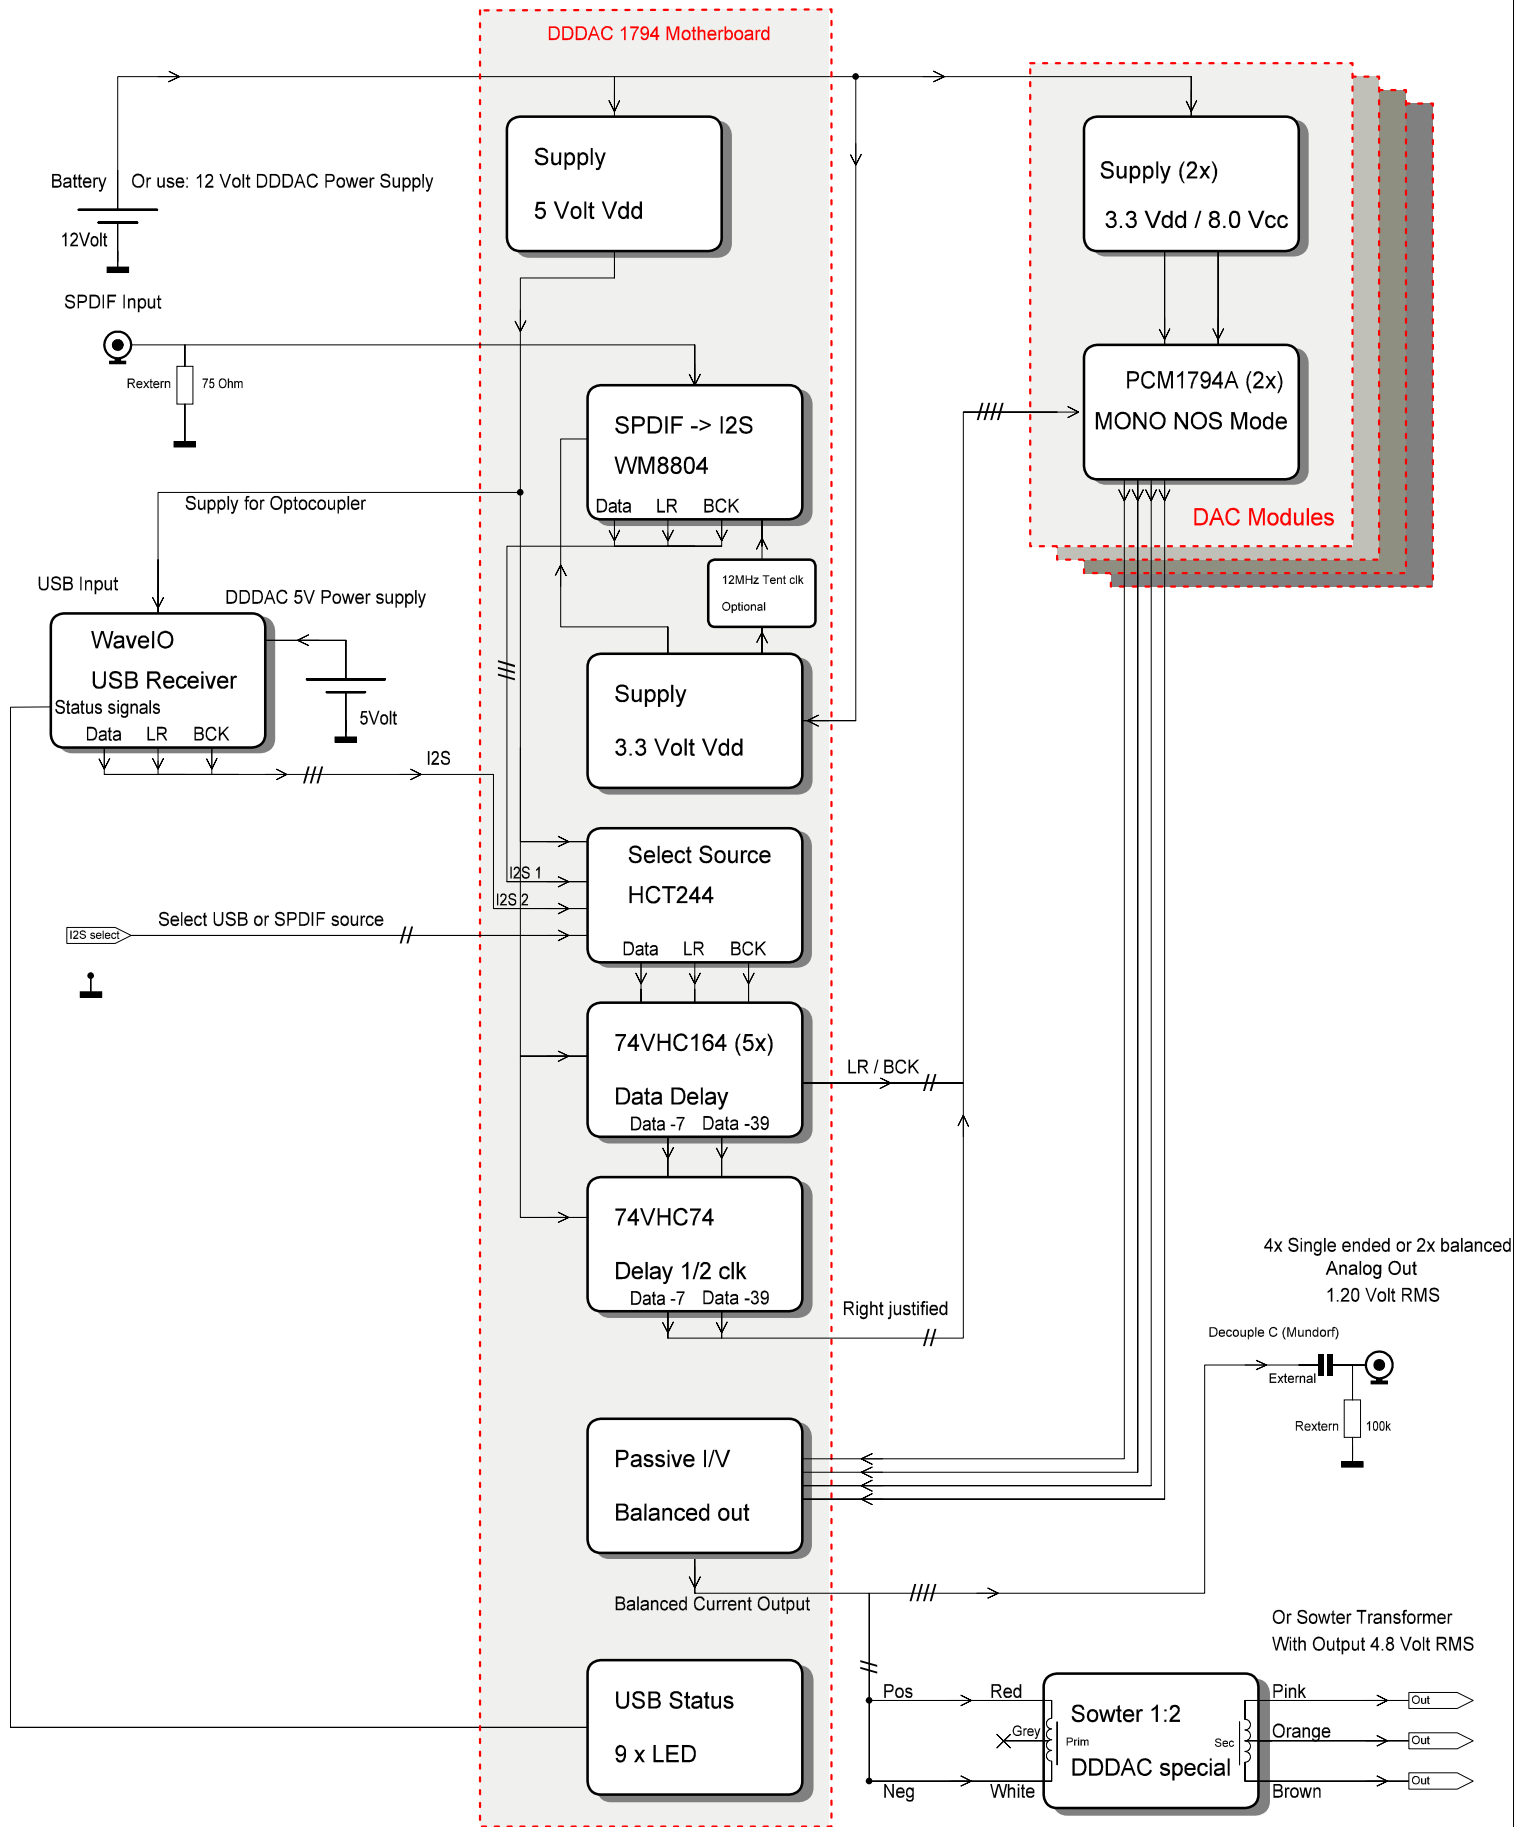 DDDAC 1794 Motherboard
Supply
5 Volt Vdd
Supply (2x)
3.3 Vdd / 8.0 Vcc
Battery
Or use: 12 Volt DDDAC Power Supply
12Volt
SPDIF Input
Rextern
75 Ohm
PCM1794A (2x)
MONO NOS Mode
SPDIF -> I2S
WM8804
Data LR BCK
Supply for Optocoupler
DAC Modules
12MHz Tent clk
Optional
USB Input
DDDAC 5V Power supply
WaveIO
USB Receiver
Status signals
Data LR BCK
5Volt
I2S
Supply
3.3 Volt Vdd
Select Source
HCT244
I2S 1
I2S 2
Select USB or SPDIF source
I2S select
Data LR BCK
74VHC164 (5x)
Data Delay
Data -7 Data -39
LR / BCK
74VHC74
Delay 1/2 clk
Data -7 Data -39
Right justified
4x Single ended or 2x balanced
Analog Out
1.20 Volt RMS
Decouple C (Mundorf)
External
Rextern
100k
Passive I/V
Balanced out
Balanced Current Output
Or Sowter Transformer
With Output 4.8 Volt RMS
USB Status
9 x LED
Pos
Red
Grey
Neg
White
Sowter 1:2
Prim
Sec
DDDAC special
Pink
Out
Orange
Out
Brown
Out